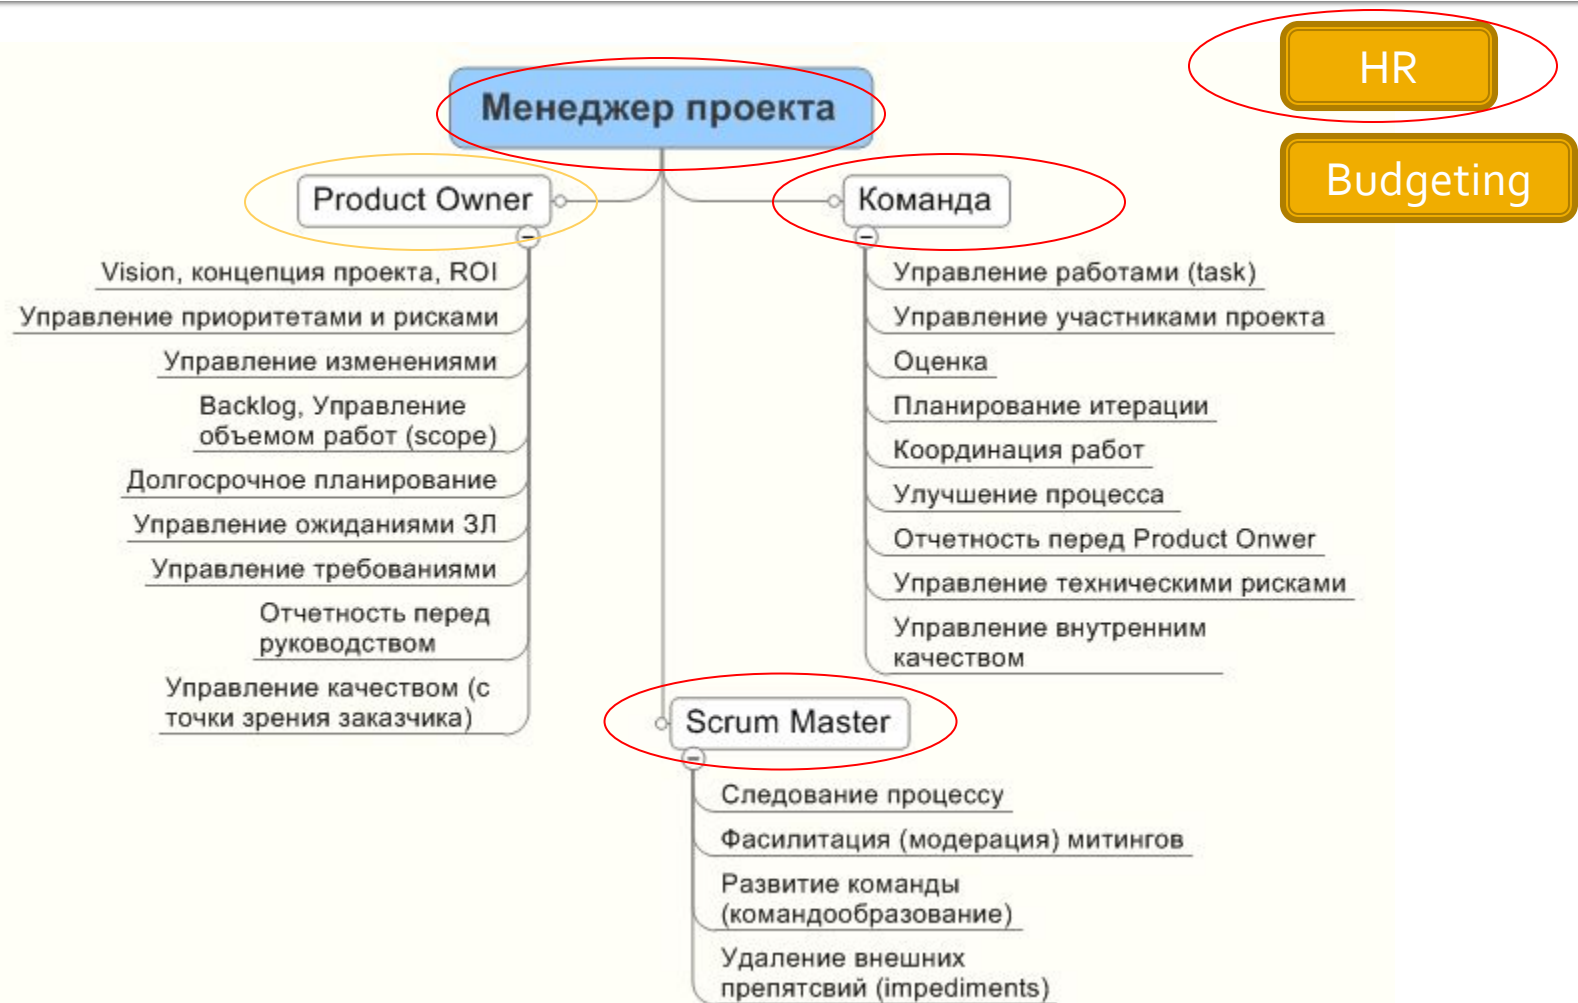 HR
Менеджер проекта
Budgeting
Product Owner
Vision, концепция проекта, ROI
Управление приоритетами и рисками
Управление изменениями
Backlog, Управление
объемом работ (scope)
Долгосрочное планирование
Управление ожиданиями ЗЛ
Управление требованиями
Отчетность перед
руководством
Управление качеством (с
точки зрения заказчика)
Команда
Управление работами (task)
Управление участниками проекта
Оценка
Планирование итерации
Координация работ
Улучшение процесса
Отчетность перед Product Onwer
Управление техническими рисками
Управление внутренним
качеством
Scrum Master
Следование процессу
Фасилитация (модерация) митингов
Развитие команды
(командообразование)
Удаление внешних
препятсвий (impediments)